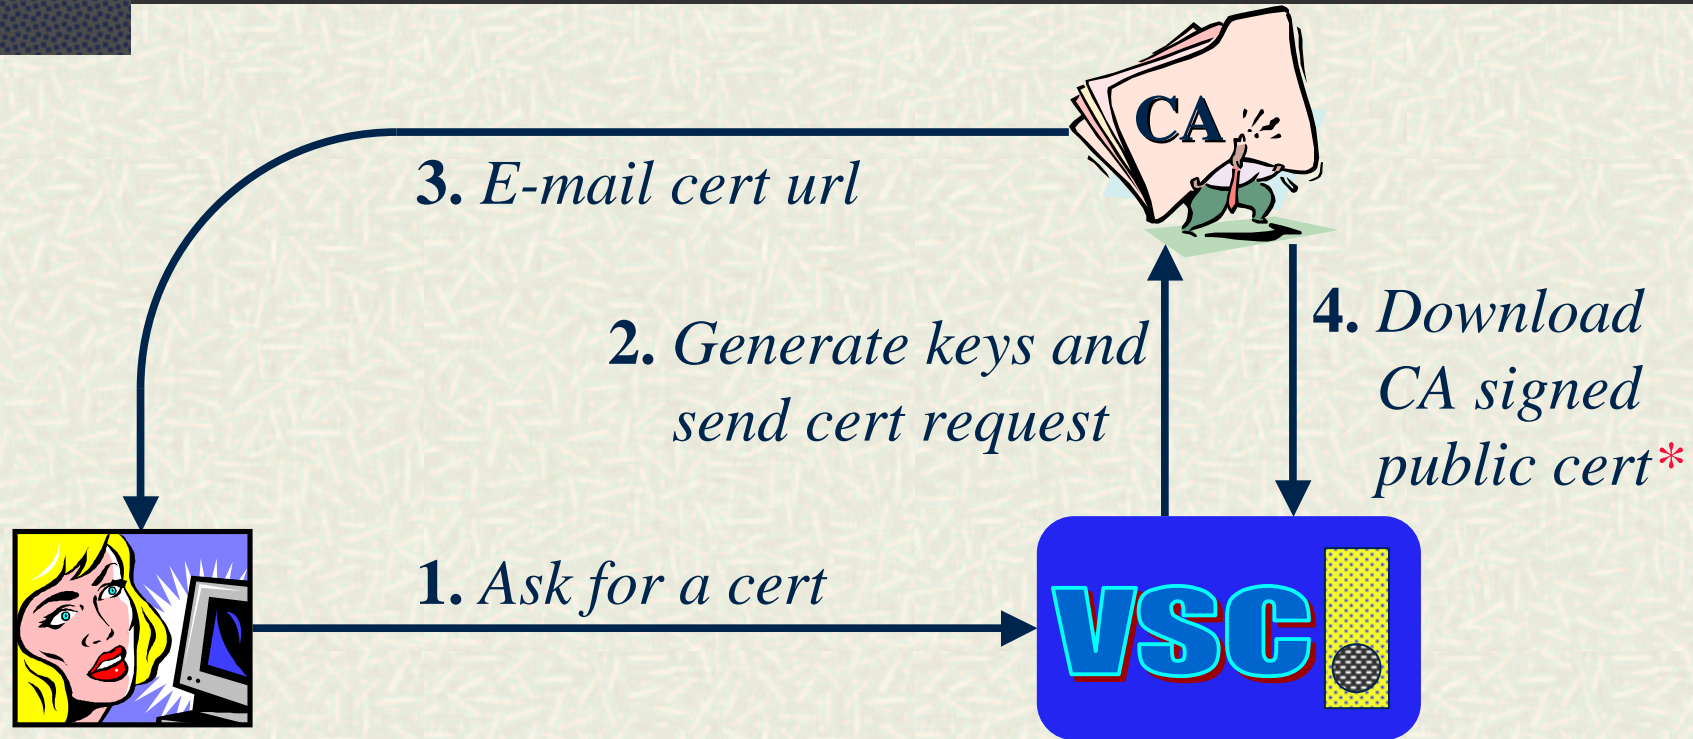 CA
3. E-mail cert url
2. Generate keys and
send cert request
4. Download
CA signed
public cert*
1. Ask for a cert
VSC